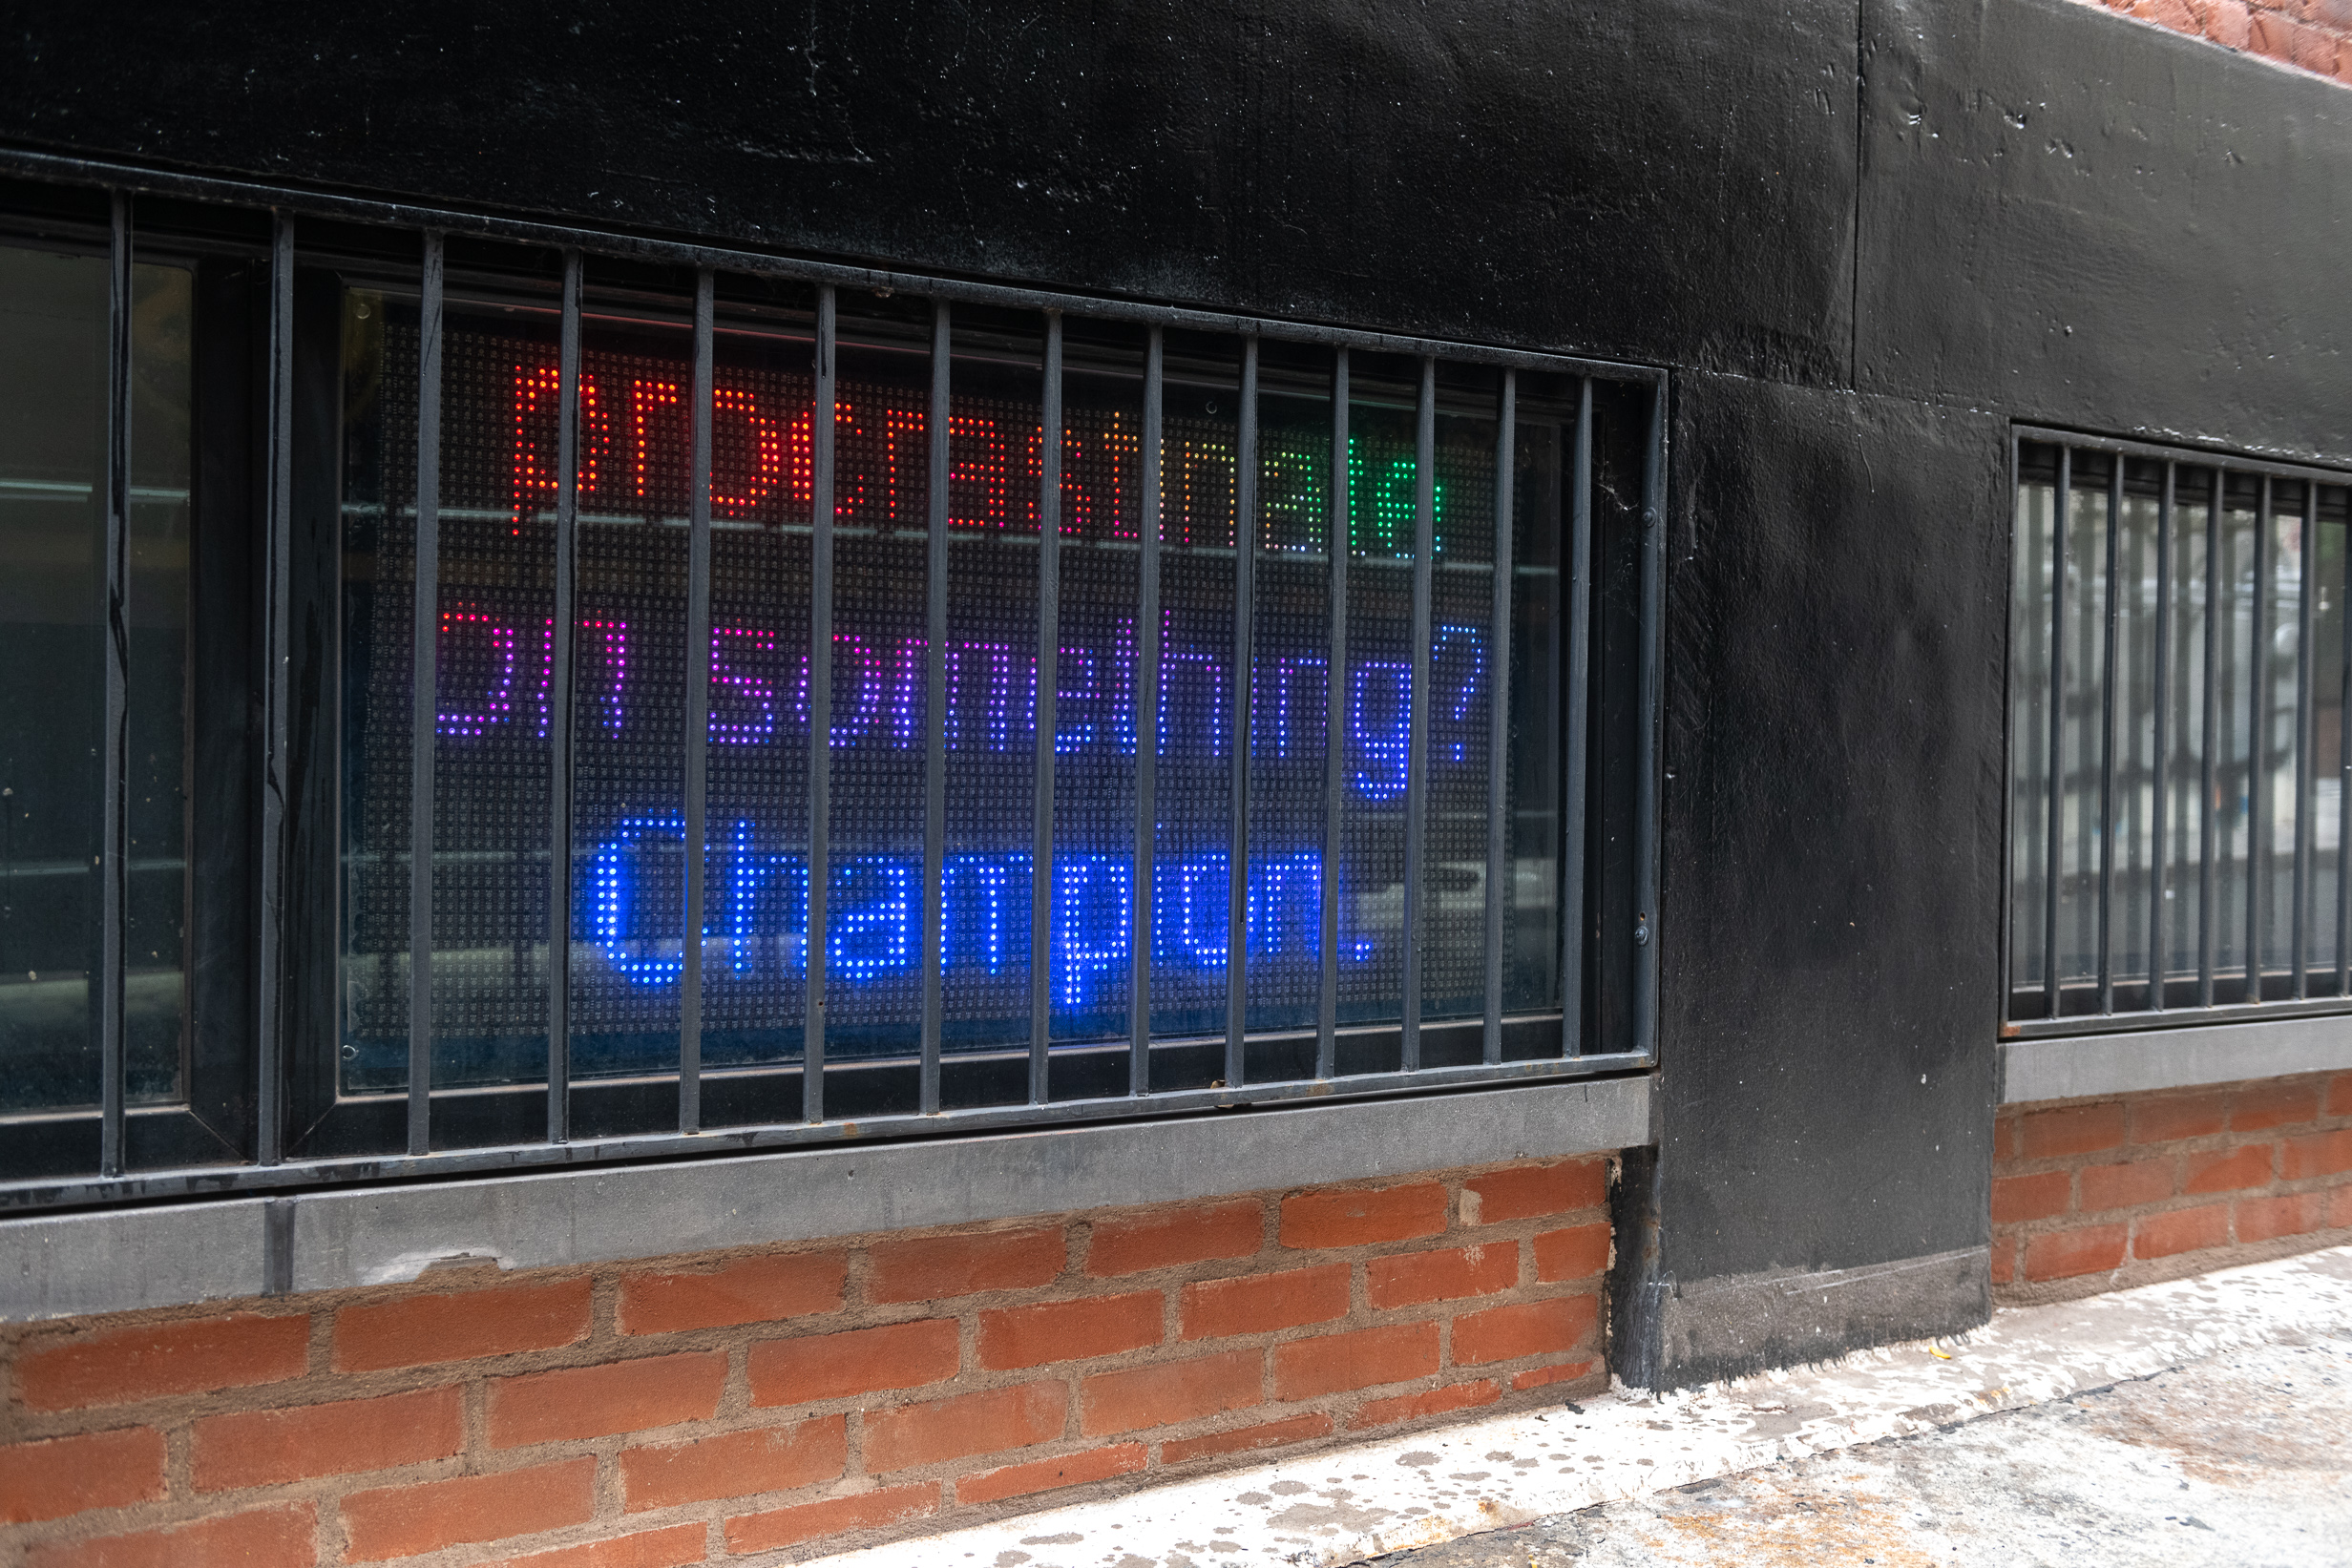 procrastinate
on something?
Champion.